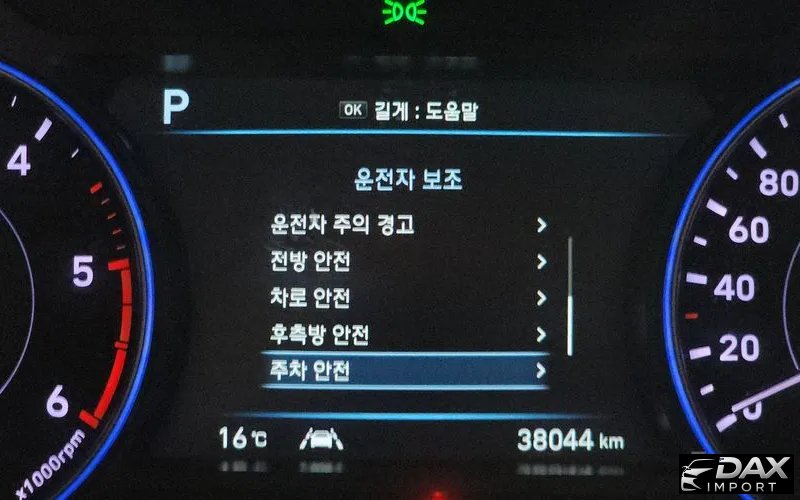 P
OK 길게 : 도움말
운전자 보조
운전자 주의 경고
전방 안전
차로 안전
후측방 안전
주차 안전
16°C
38044 km
4
5
6
x1000rpm
80
60
40
20
0
DAX
IMPORT